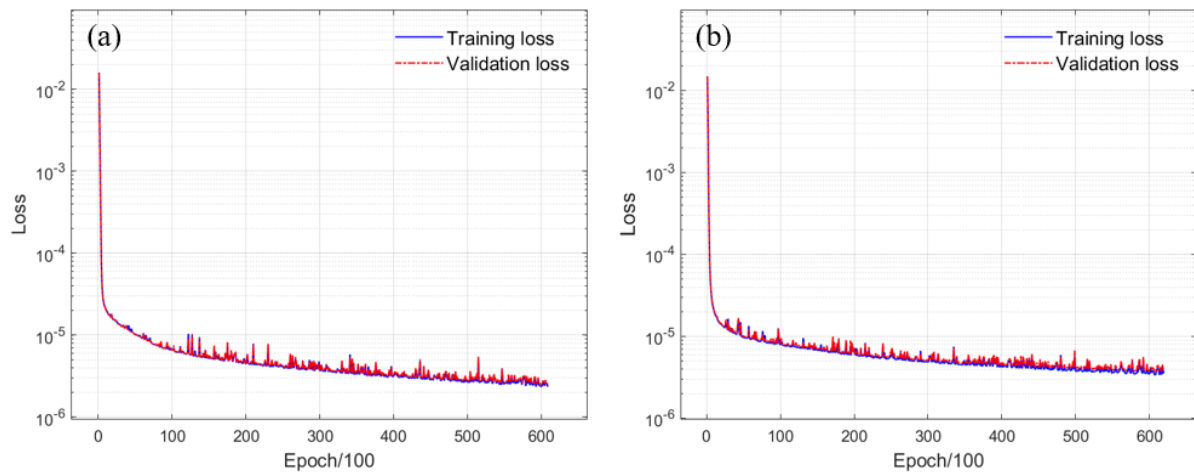 (a)
Training loss
Validation loss
10^-2
10^-3
10^-4
10^-5
10^-6
Loss
0 100 200 300 400 500 600
Epoch/100
(b)
Training loss
Validation loss
10^-2
10^-3
10^-4
10^-5
10^-6
Loss
0 100 200 300 400 500 600
Epoch/100